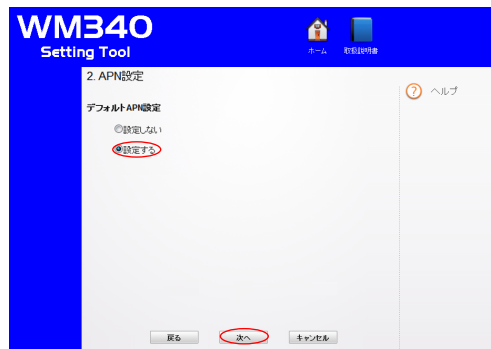 WM340
Setting Tool
ホーム
取扱説明書
2. APN設定
? ヘルプ
デフォルトAPN設定
設定しない
設定する
戻る
次へ
キャンセル